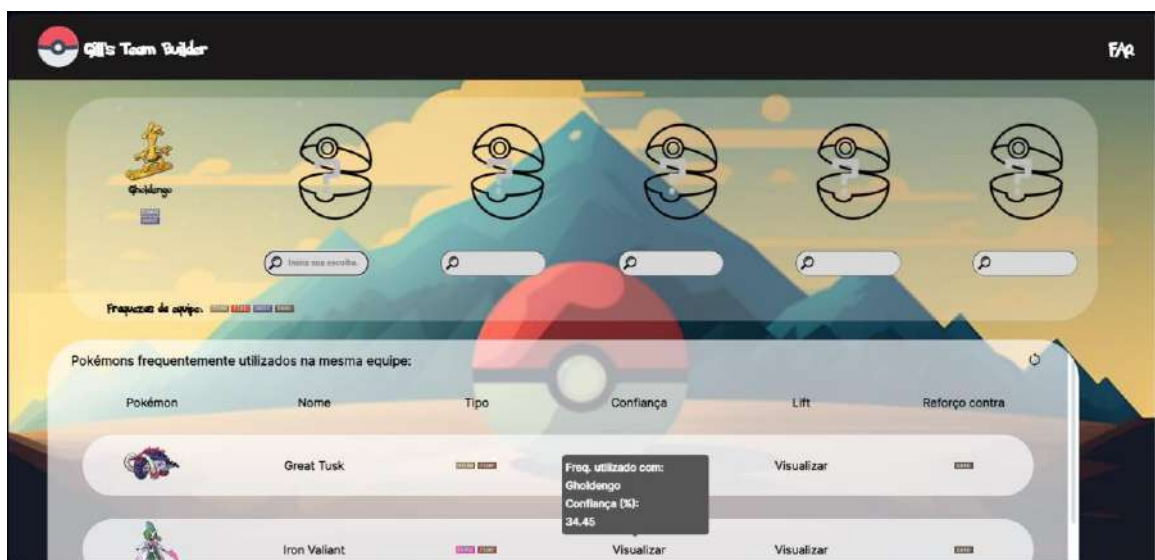 Gill's Team Builder
FAQ
Gholdengo
Insira sua escolha.
Fraquezas da equipe:
Pokémons frequentemente utilizados na mesma equipe:
Pokémon Nome Tipo Confiança Lift Reforço contra
Great Tusk Visualizar
Freq. utilizado com:
Gholdengo
Confiança (%):
34.45
Iron Valiant Visualizar Visualizar